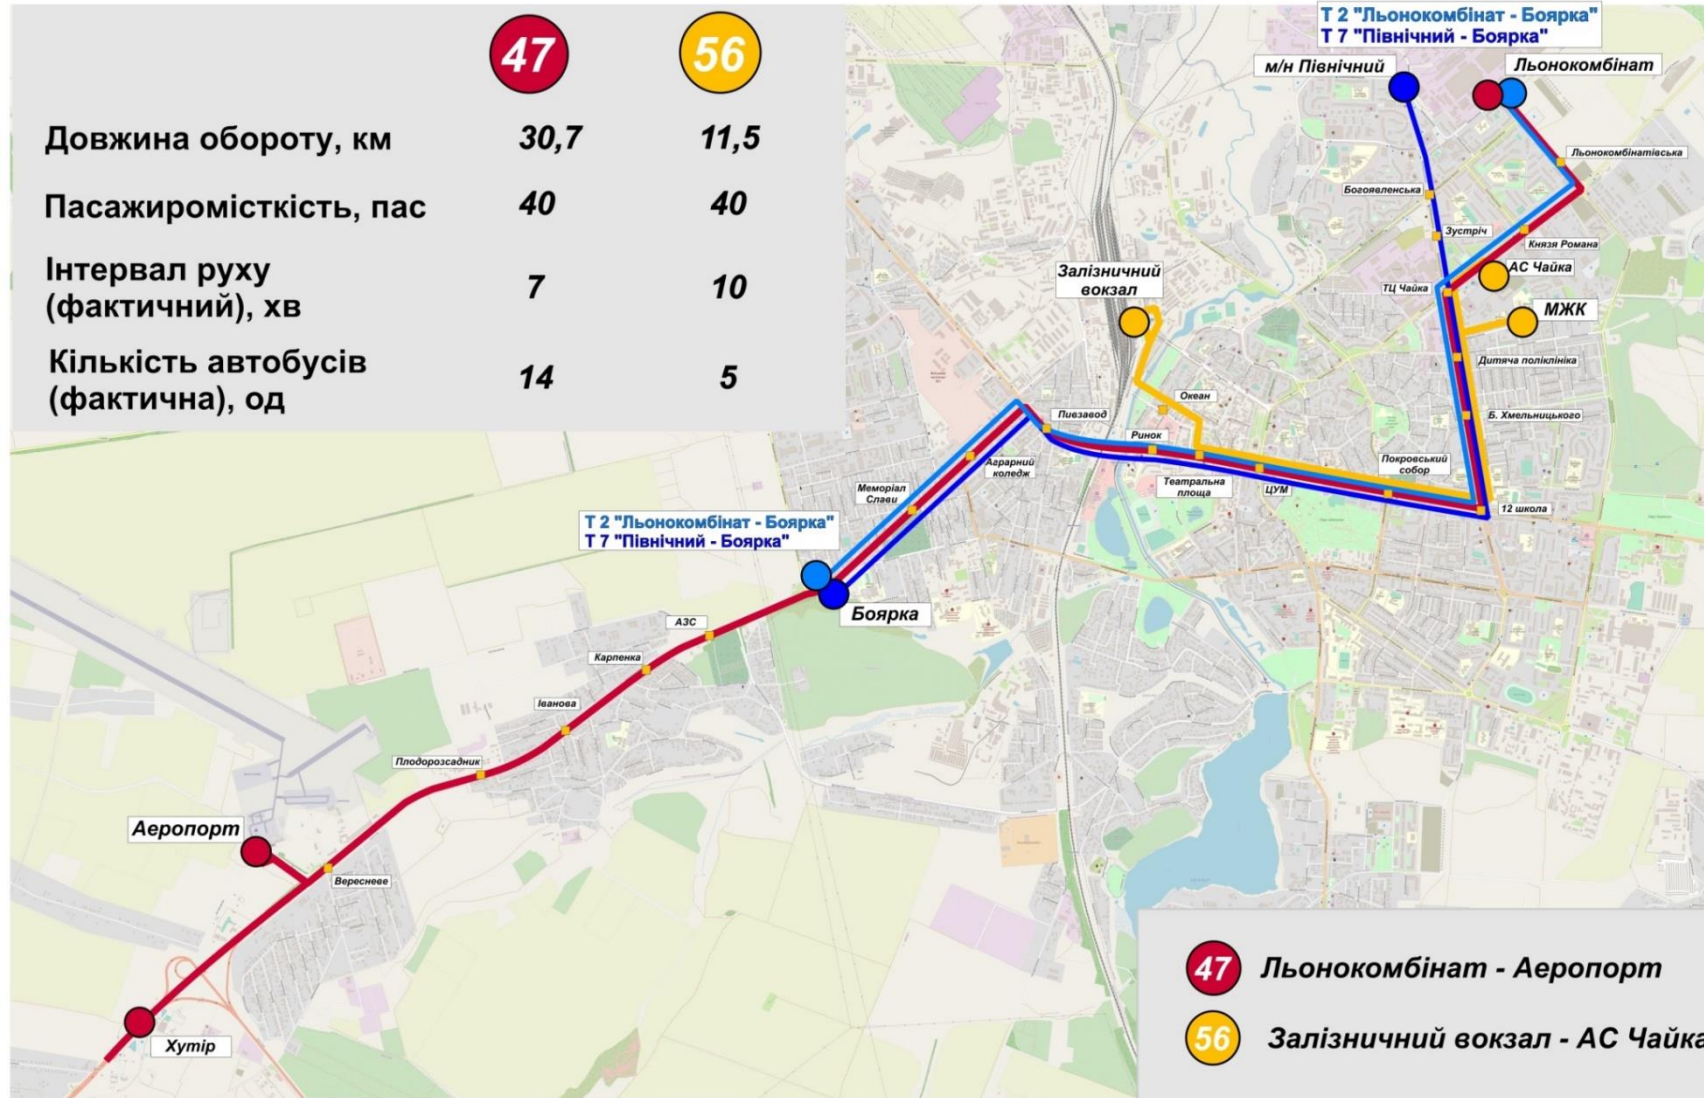 47 56
Довжина обороту, км 30,7 11,5
Пасажиромісткість, пас 40 40
Інтервал руху
(фактичний), хв 7 10
Кількість автобусів
(фактична), од 14 5
Т 2 "Льонокомбінат - Боярка"
Т 7 "Північний - Боярка"
м/н Північний
Льонокомбінат
Льонокомбінатівська
Богоявленська
Зустріч
Князя Романа
АС Чайка
ТЦ Чайка
МЖК
Залізничний
вокзал
Дитяча поліклініка
Океан
Б. Хмельницького
Пивзавод
Ринок
Покровський
собор
Аграрний
коледж
Театральна
площа
ЦУМ
Меморіал
Слави
12 школа
Т 2 "Льонокомбінат - Боярка"
Т 7 "Північний - Боярка"
Боярка
АЗС
Карпенка
Іванова
Плодорозсадник
Аеропорт
Вересневе
Хутір
47 Льонокомбінат - Аеропорт
56 Залізничний вокзал - АС Чайка